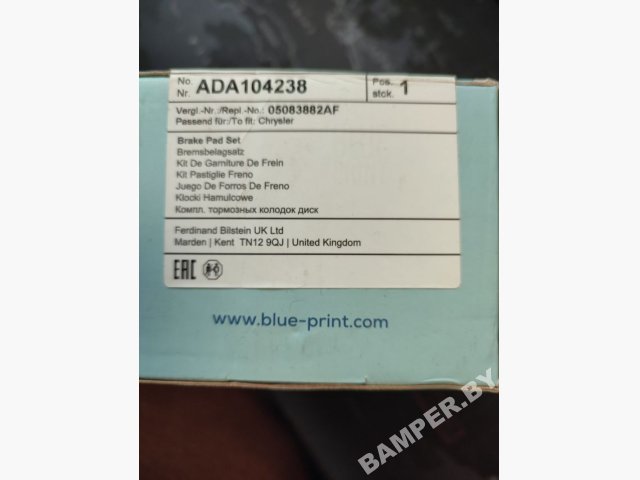 No.
Nr. ADA104238
Pcs.
stck. 1
Vergl.-Nr.:/Repl.-No.: 05083882AF
Passend für:/To fit: Chrysler
Brake Pad Set
Bremsbelagsatz
Kit De Garniture De Frein
Kit Pastiglie Freno
Juego De Forros De Freno
Klocki Hamulcowe
Компл. тормозных колодок диск
Ferdinand Bilstein UK Ltd
Marden | Kent TN12 9QJ | United Kingdom
EAC
www.blue-print.com
BAMPER.BY